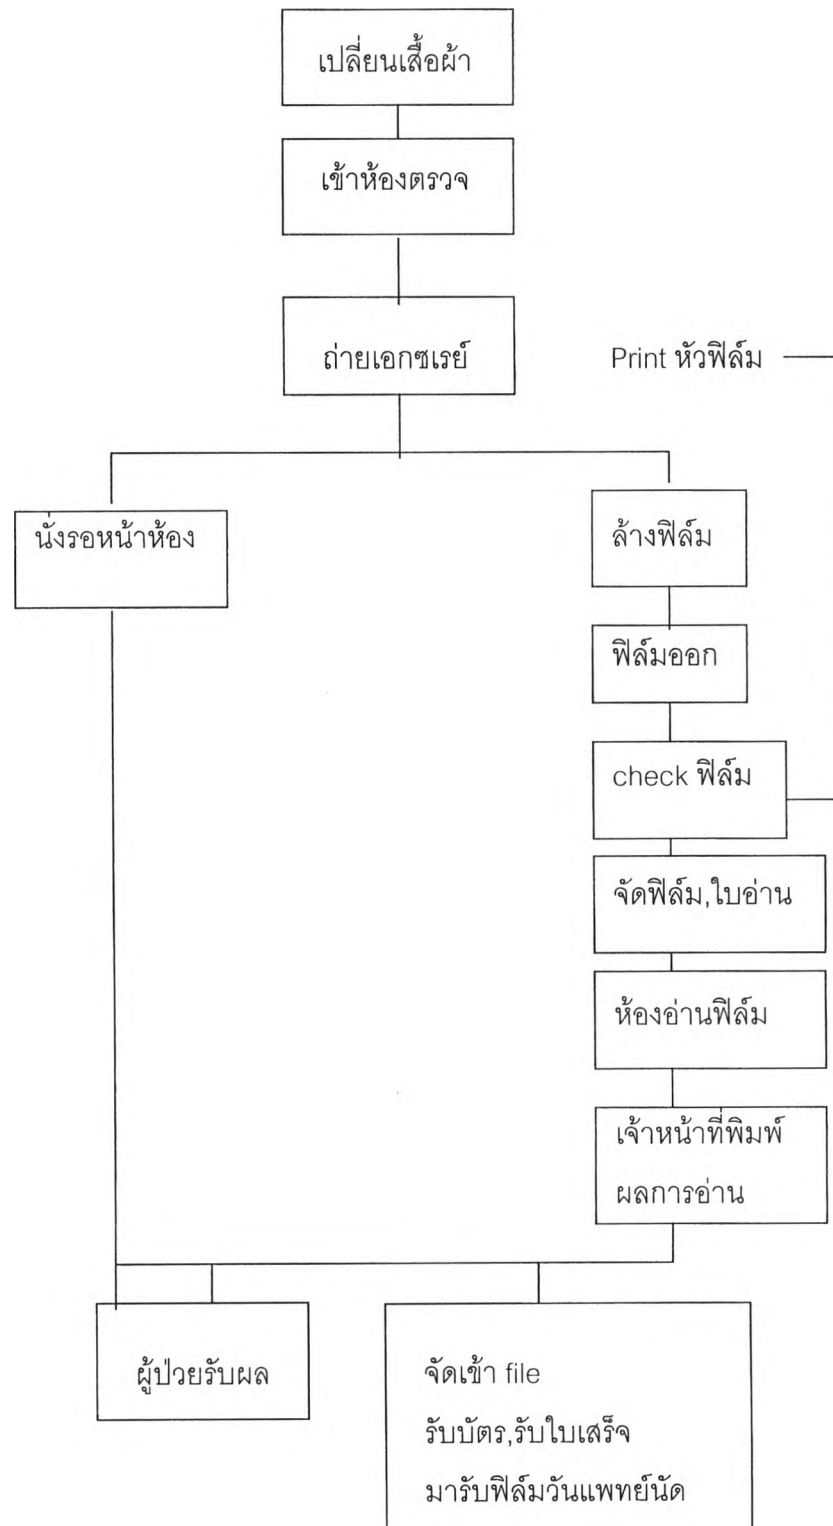 เปลี่ยนเสื้อผ้า
เข้าห้องตรวจ
ถ่ายเอกซเรย์
Print หัวฟิล์ม
นั่งรอหน้าห้อง
ล้างฟิล์ม
ฟิล์มออก
check ฟิล์ม
จัดฟิล์ม,ใบอ่าน
ห้องอ่านฟิล์ม
เจ้าหน้าที่พิมพ์
ผลการอ่าน
ผู้ป่วยรับผล
จัดเข้า file
รับบัตร,รับใบเสร็จ
มารับฟิล์มวันแพทย์นัด